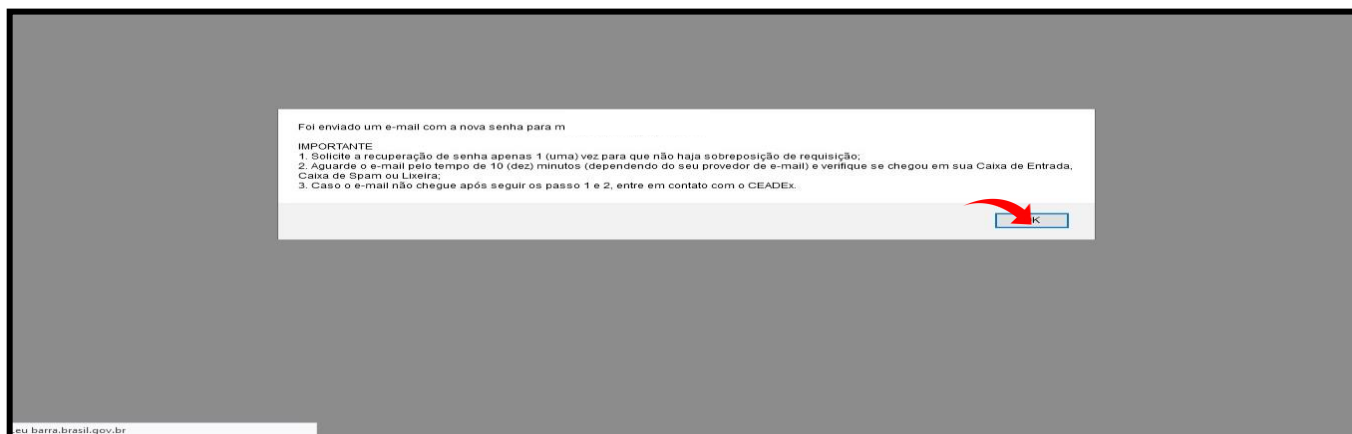 Foi enviado um e-mail com a nova senha para m
IMPORTANTE
1. Solicite a recuperação de senha apenas 1 (uma) vez para que não haja sobreposição de requisição;
2. Aguarde o e-mail pelo tempo de 10 (dez) minutos (dependendo do seu provedor de e-mail) e verifique se chegou em sua Caixa de Entrada,
Caixa de Spam ou Lixeira;
3. Caso o e-mail não chegue após seguir os passo 1 e 2, entre em contato com o CEADEx.
K
.eu barra.brasil.gov.br